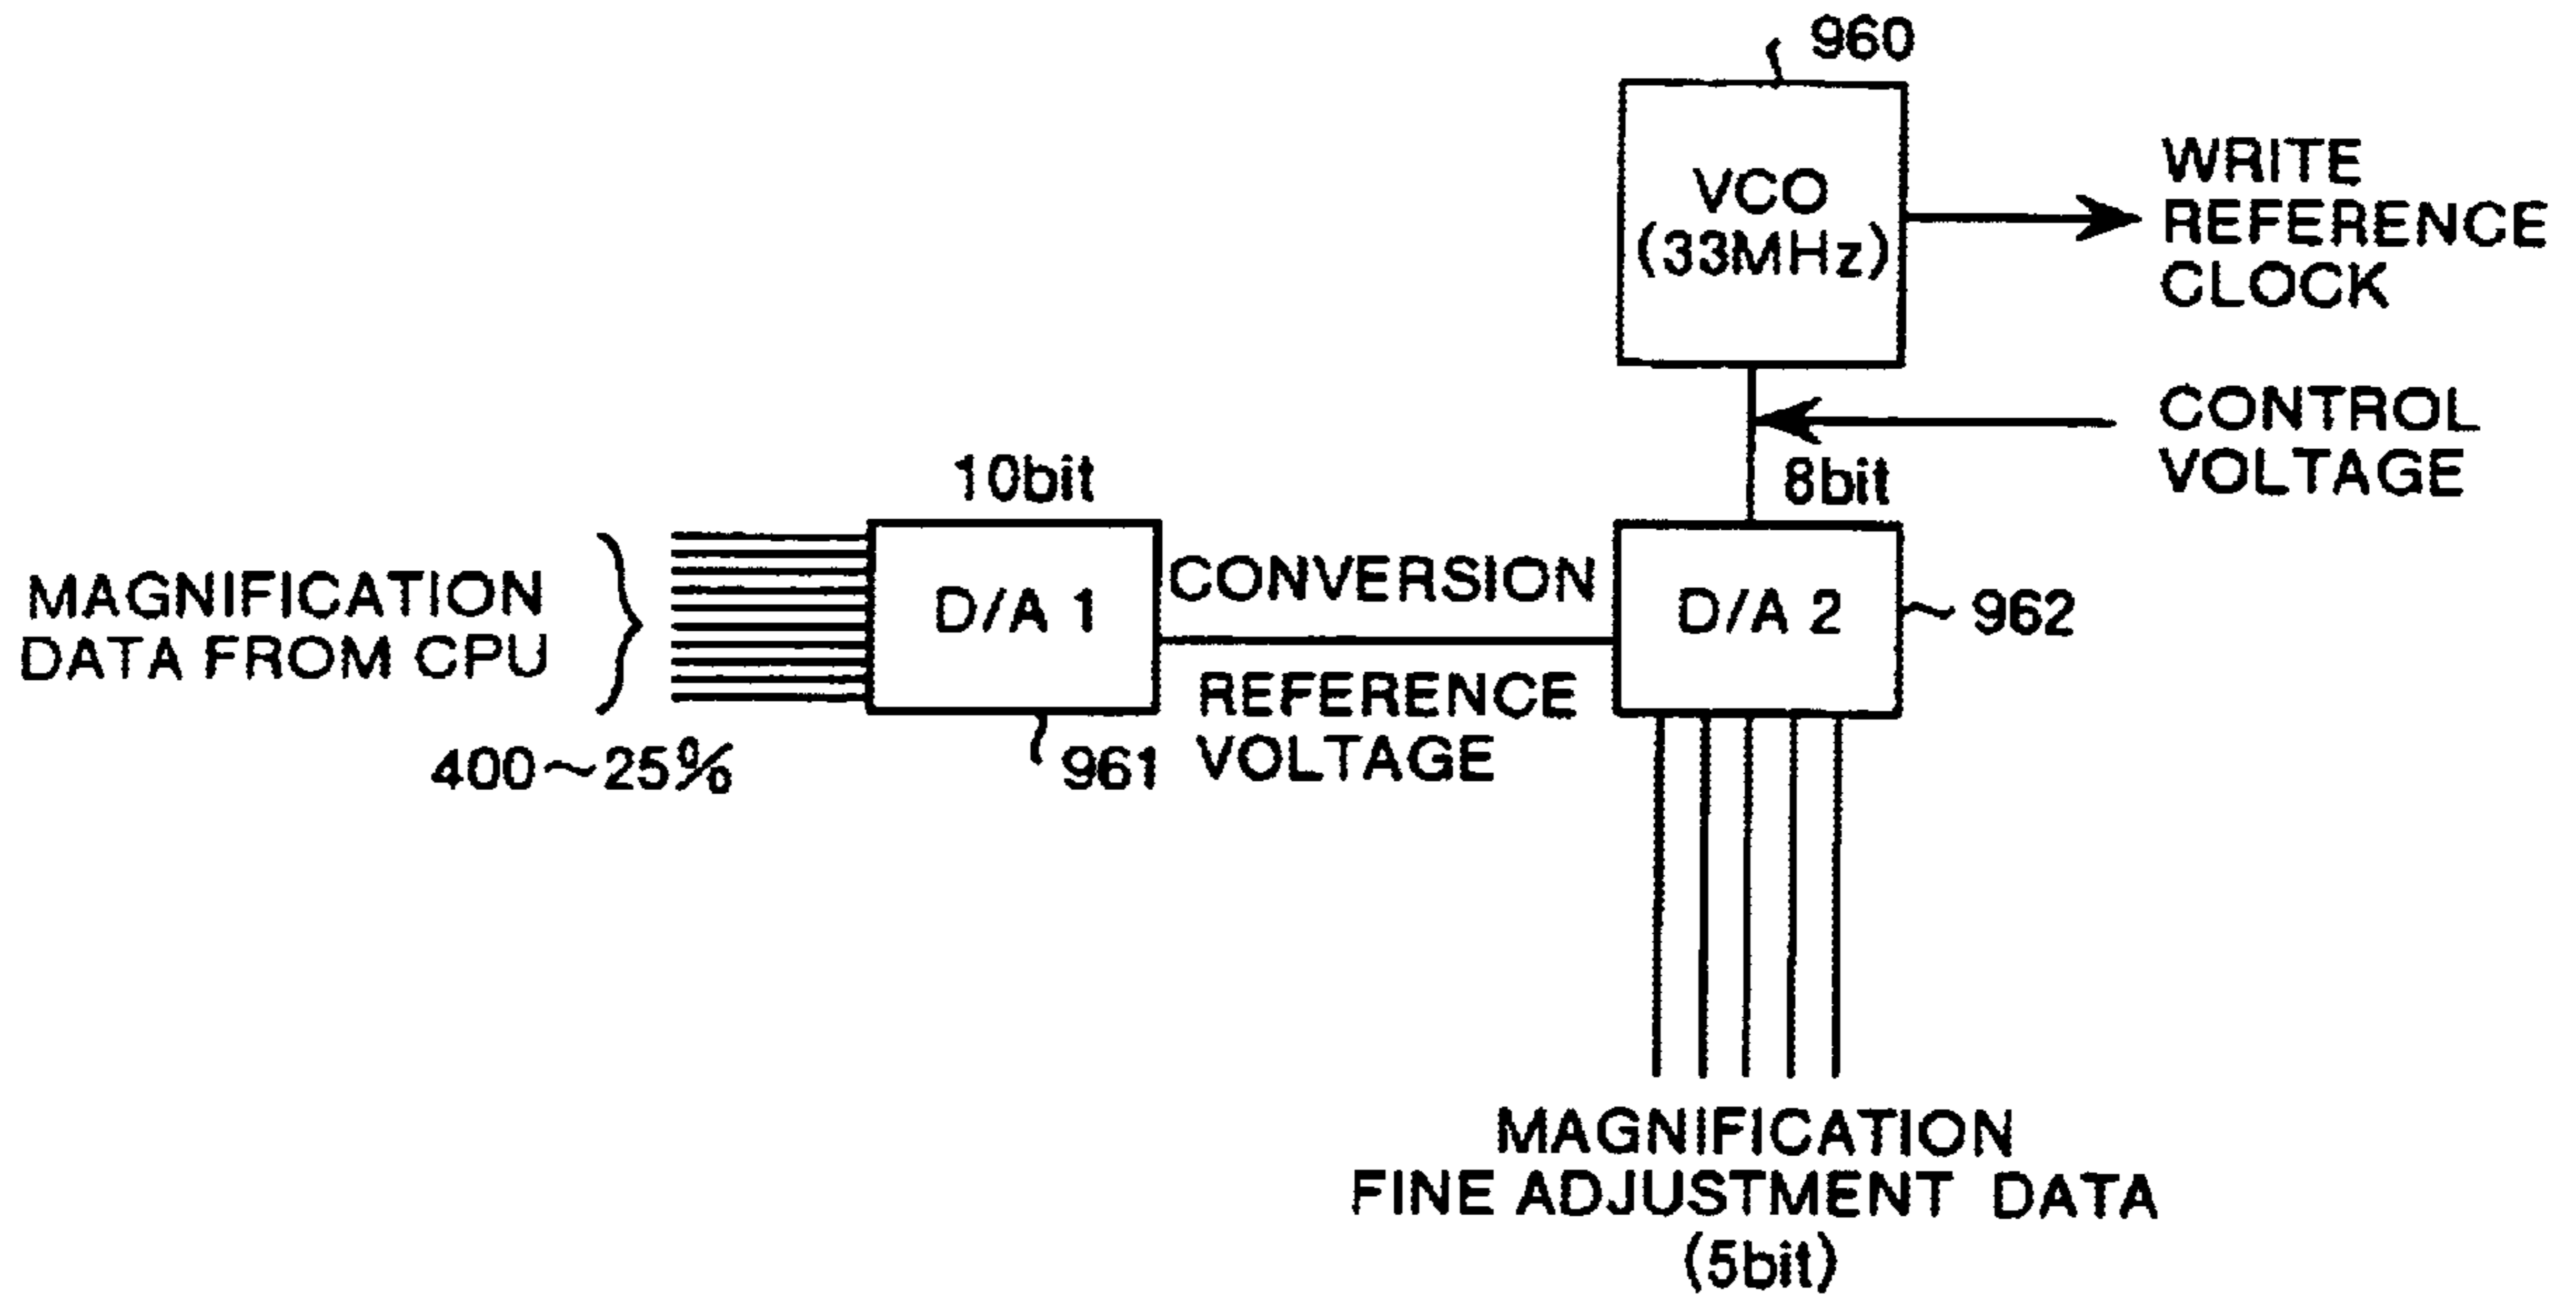 960
VCO
(33MHz)
WRITE
REFERENCE
CLOCK
CONTROL
VOLTAGE
10bit
8bit
MAGNIFICATION
DATA FROM CPU
400~25%
D/A 1
961
CONVERSION
REFERENCE
VOLTAGE
D/A 2
962
MAGNIFICATION
FINE ADJUSTMENT DATA
(5bit)